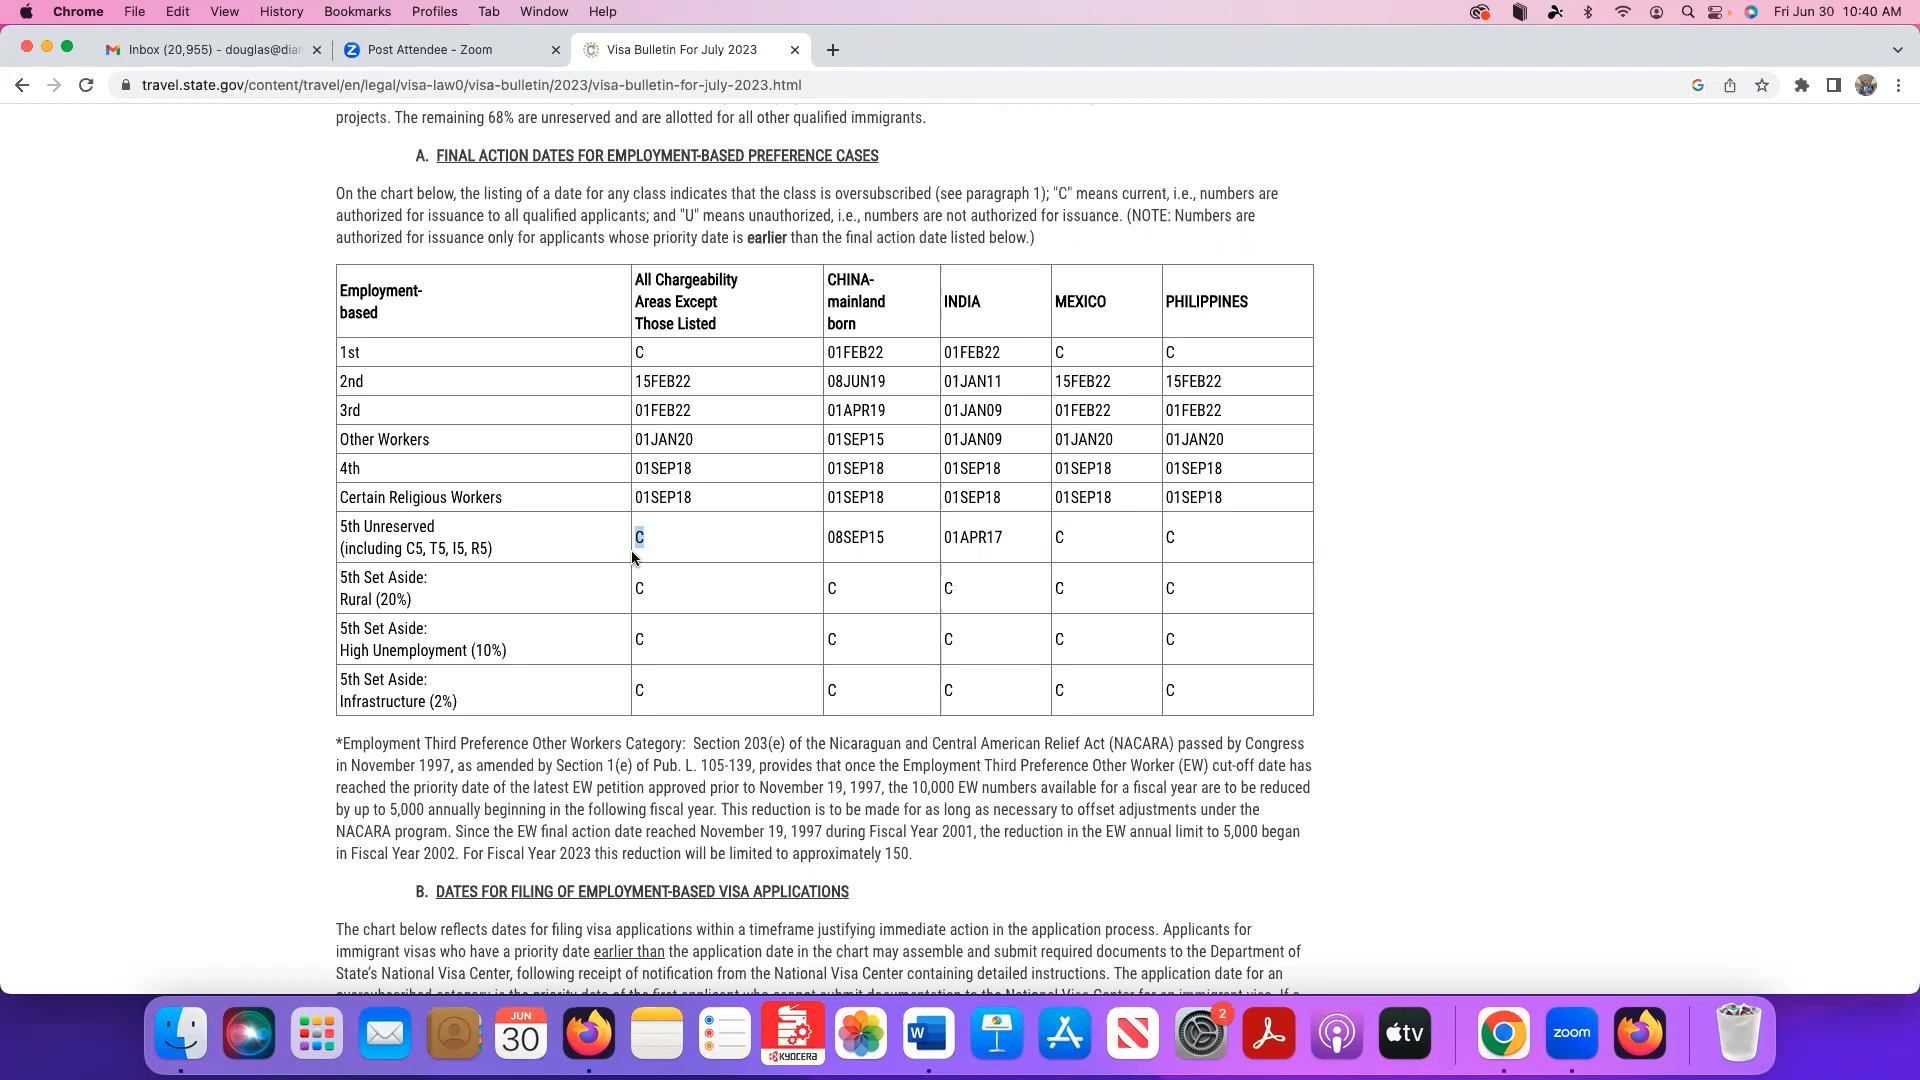 Chrome File Edit View History Bookmarks Profiles Tab Window Help Fri Jun 30 10:40 AM
Inbox (20,955) - douglas@dia Post Attendee - Zoom Visa Bulletin For July 2023
travel.state.gov/content/travel/en/legal/visa-law0/visa-bulletin/2023/visa-bulletin-for-july-2023.html
projects. The remaining 68% are unreserved and are allotted for all other qualified immigrants.
A. FINAL ACTION DATES FOR EMPLOYMENT-BASED PREFERENCE CASES
On the chart below, the listing of a date for any class indicates that the class is oversubscribed (see paragraph 1); "C" means current, i.e., numbers are
authorized for issuance to all qualified applicants; and "U" means unauthorized, i.e., numbers are not authorized for issuance. (NOTE: Numbers are
authorized for issuance only for applicants whose priority date is earlier than the final action date listed below.)
Employment-
based
All Chargeability
Areas Except
Those Listed
CHINA-
mainland
born
INDIA
MEXICO
PHILIPPINES
1st C 01FEB22 01FEB22 C C
2nd 15FEB22 08JUN19 01JAN11 15FEB22 15FEB22
3rd 01FEB22 01APR19 01JAN09 01FEB22 01FEB22
Other Workers 01JAN20 01SEP15 01JAN09 01JAN20 01JAN20
4th 01SEP18 01SEP18 01SEP18 01SEP18 01SEP18
Certain Religious Workers 01SEP18 01SEP18 01SEP18 01SEP18 01SEP18
5th Unreserved
(including C5, T5, I5, R5)
C 08SEP15 01APR17 C C
5th Set Aside:
Rural (20%)
C C C C C
5th Set Aside:
High Unemployment (10%)
C C C C C
5th Set Aside:
Infrastructure (2%)
C C C C C
*Employment Third Preference Other Workers Category: Section 203(e) of the Nicaraguan and Central American Relief Act (NACARA) passed by Congress
in November 1997, as amended by Section 1(e) of Pub. L. 105-139, provides that once the Employment Third Preference Other Worker (EW) cut-off date has
reached the priority date of the latest EW petition approved prior to November 19, 1997, the 10,000 EW numbers available for a fiscal year are to be reduced
by up to 5,000 annually beginning in the following fiscal year. This reduction is to be made for as long as necessary to offset adjustments under the
NACARA program. Since the EW final action date reached November 19, 1997 during Fiscal Year 2001, the reduction in the EW annual limit to 5,000 began
in Fiscal Year 2002. For Fiscal Year 2023 this reduction will be limited to approximately 150.
B. DATES FOR FILING OF EMPLOYMENT-BASED VISA APPLICATIONS
The chart below reflects dates for filing visa applications within a timeframe justifying immediate action in the application process. Applicants for
immigrant visas who have a priority date earlier than the application date in the chart may assemble and submit required documents to the Department of
State's National Visa Center, following receipt of notification from the National Visa Center containing detailed instructions. The application date for an
JUN
30
KYOCERA
W
2
tv
zoom